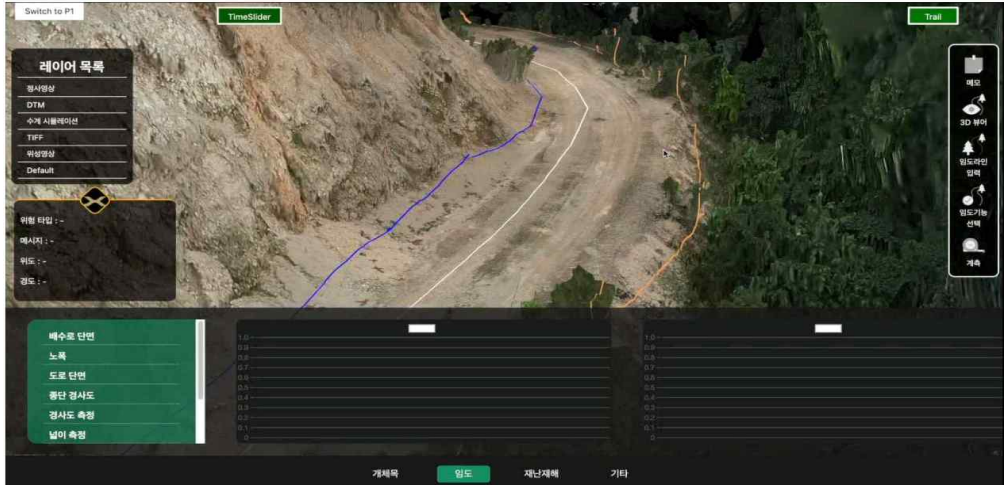 Switch to P1
TimeSlider
Trail
레이어 목록
정사영상
DTM
수계 시뮬레이션
TIFF
위성영상
Default
위험 타입 : -
메시지 : -
위도 : -
경도 : -
메모
3D 뷰어
임도라인
입력
임도기능
선택
계측
배수로 단면
노폭
도로 단면
종단 경사도
경사도 측정
넓이 측정
1.0
0.9
0.8
0.7
0.6
0.5
0.4
0.3
0.2
0.1
0
1.0
0.9
0.8
0.7
0.6
0.5
0.4
0.3
0.2
0.1
0
개체목
임도
재난재해
기타